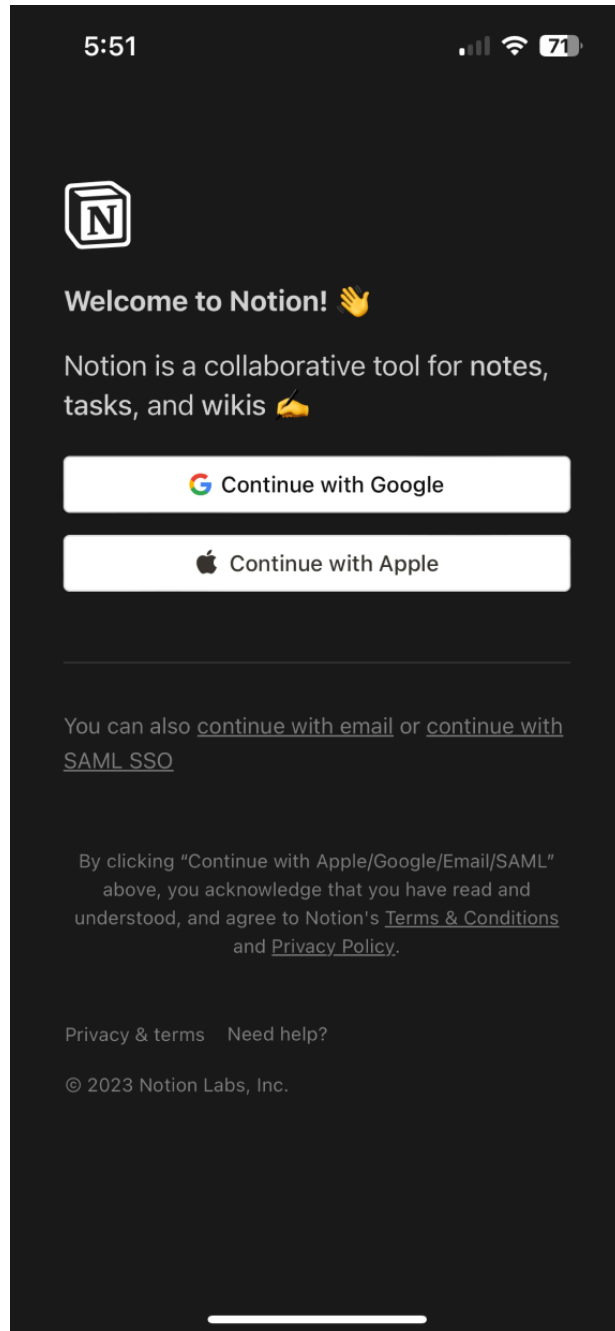 5:51
71
N
Welcome to Notion! 👋
Notion is a collaborative tool for notes,
tasks, and wikis ✍️
G Continue with Google
Continue with Apple
You can also continue with email or continue with
SAML SSO
By clicking “Continue with Apple/Google/Email/SAML”
above, you acknowledge that you have read and
understood, and agree to Notion's Terms & Conditions
and Privacy Policy.
Privacy & terms Need help?
© 2023 Notion Labs, Inc.